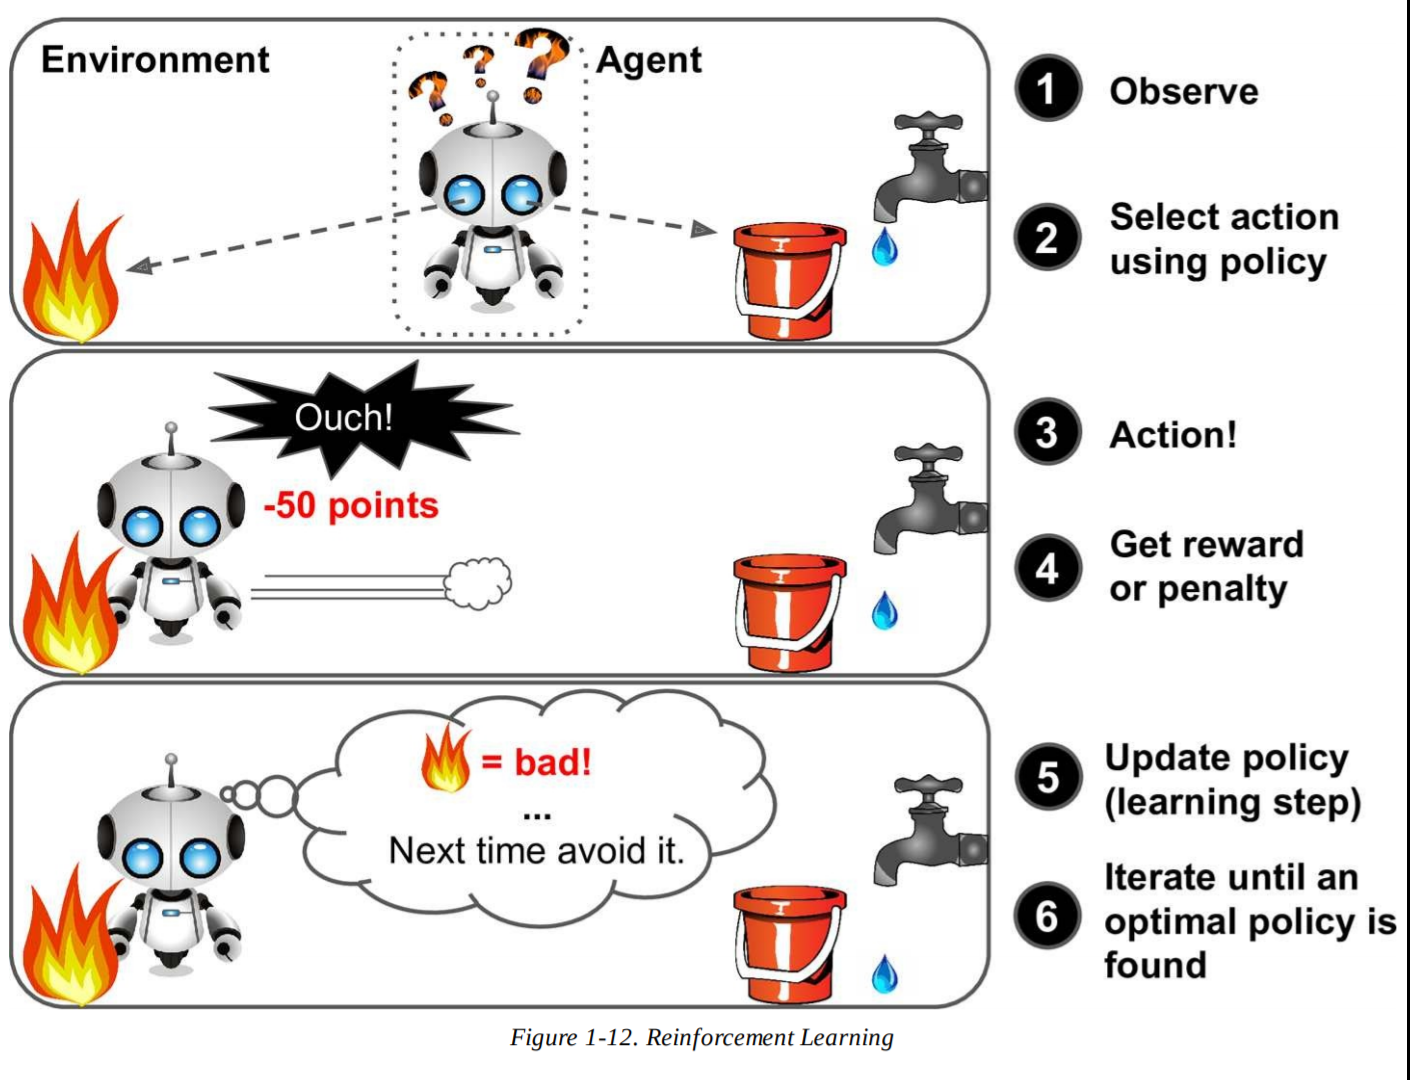 Environment
Agent
1 Observe
2 Select action
using policy
Ouch!
-50 points
3 Action!
4 Get reward
or penalty
= bad!
...
Next time avoid it.
5 Update policy
(learning step)
6 Iterate until an
optimal policy is
found
Figure 1-12. Reinforcement Learning